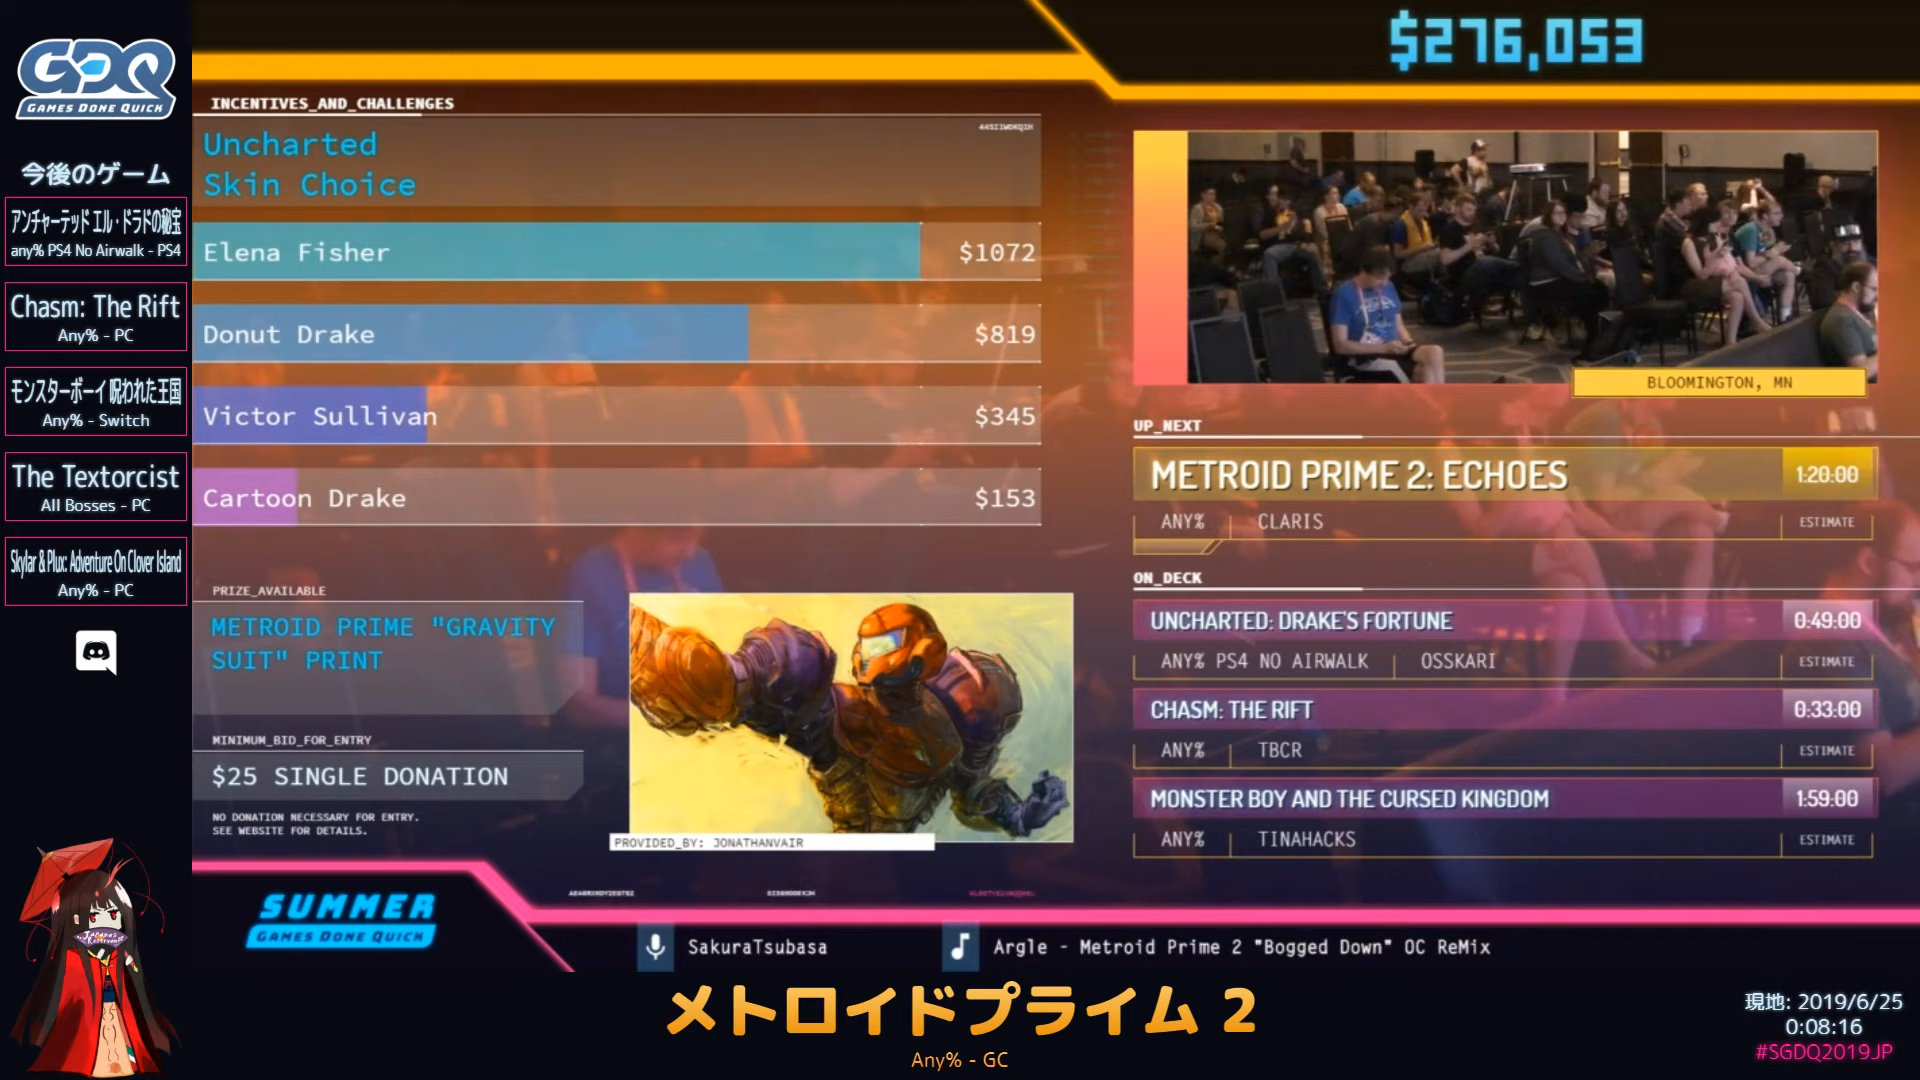 GDQ
GAMES DONE QUICK
今後のゲーム
アンチャーテッド エル・ドラドの秘宝
any% PS4 No Airwalk - PS4
Chasm: The Rift
Any% - PC
モンスターボーイ 呪われた王国
Any% - Switch
The Textorcist
All Bosses - PC
Skylar & Plux: Adventure On Clover Island
Any% - PC
$276,053
INCENTIVES_AND_CHALLENGES
Uncharted
Skin Choice
Elena Fisher $1072
Donut Drake $819
Victor Sullivan $345
Cartoon Drake $153
PRIZE_AVAILABLE
METROID PRIME "GRAVITY
SUIT" PRINT
MINIMUM_BID_FOR_ENTRY
$25 SINGLE DONATION
NO DONATION NECESSARY FOR ENTRY.
SEE WEBSITE FOR DETAILS.
PROVIDED_BY: JONATHANVAIR
BLOOMINGTON, MN
UP_NEXT
METROID PRIME 2: ECHOES 1:20:00
ANY% CLARIS ESTIMATE
ON_DECK
UNCHARTED: DRAKE'S FORTUNE 0:49:00
ANY% PS4 NO AIRWALK OSSKARI ESTIMATE
CHASM: THE RIFT 0:33:00
ANY% TBCR ESTIMATE
MONSTER BOY AND THE CURSED KINGDOM 1:59:00
ANY% TINAHACKS ESTIMATE
SUMMER
GAMES DONE QUICK
SakuraTsubasa
Argle - Metroid Prime 2 "Bogged Down" OC ReMix
メトロイドプライム 2
Any% - GC
現地: 2019/6/25
0:08:16
#SGDQ2019JP